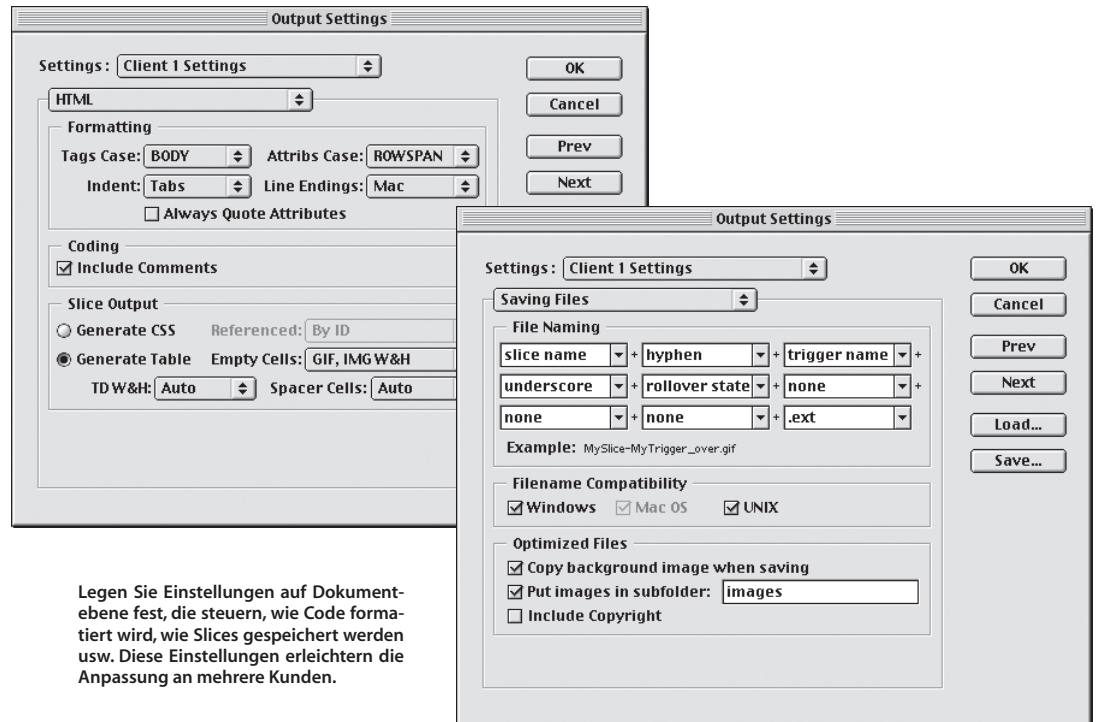 Output Settings
Settings: Client 1 Settings
OK
HTML
Cancel
Formatting
Tags Case: BODY Attribs Case: ROWSPAN
Prev
Indent: Tabs Line Endings: Mac
Next
Always Quote Attributes
Coding
Include Comments
Slice Output
Generate CSS Referenced: By ID
Generate Table Empty Cells: GIF, IMG W&H
TD W&H: Auto Spacer Cells: Auto
Output Settings
Settings: Client 1 Settings
OK
Saving Files
Cancel
File Naming
slice name + hyphen + trigger name +
Prev
underscore + rollover state + none +
Next
none + none + .ext
Load...
Example: MySlice-MyTrigger_over.gif
Save...
Filename Compatibility
Windows Mac OS UNIX
Optimized Files
Copy background image when saving
Put images in subfolder: images
Include Copyright
Legen Sie Einstellungen auf Dokument-
ebene fest, die steuern, wie Code forma-
tiert wird, wie Slices gespeichert werden
usw. Diese Einstellungen erleichtern die
Anpassung an mehrere Kunden.